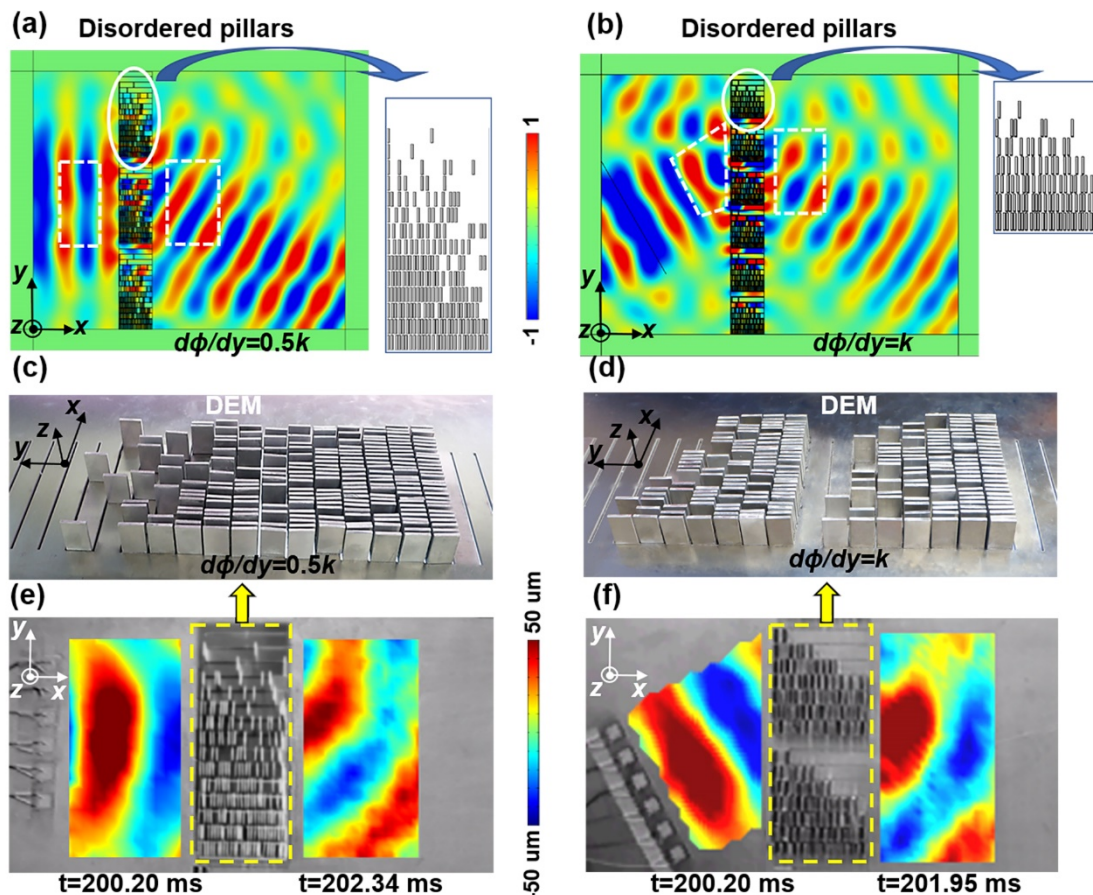 (a)
Disordered pillars
y
z
x
dϕ/dy=0.5k
1
-1
(b)
Disordered pillars
y
z
x
dϕ/dy=k
(c)
DEM
x
z
y
dϕ/dy=0.5k
(d)
DEM
x
z
y
dϕ/dy=k
(e)
y
z
x
t=200.20 ms
t=202.34 ms
50 um
-50 um
(f)
y
z
x
t=200.20 ms
t=201.95 ms